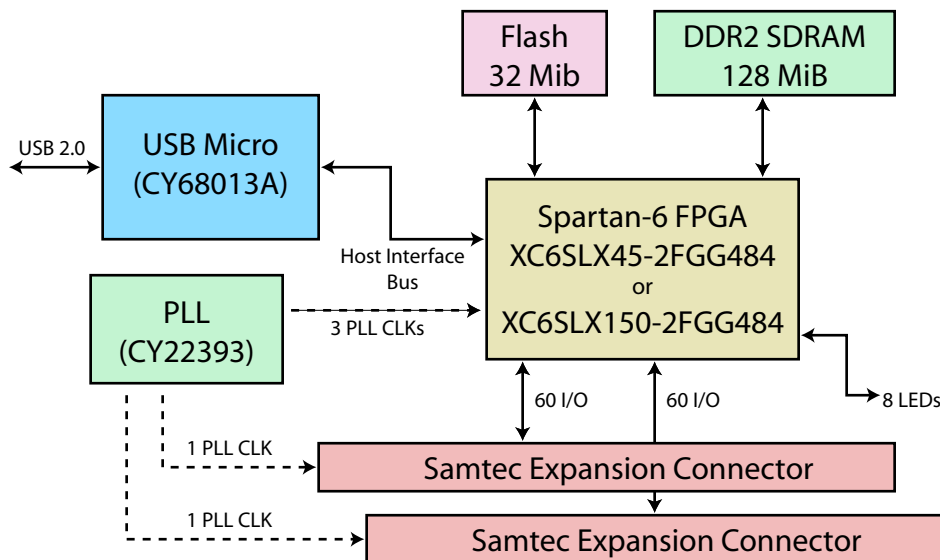 Flash
32 Mib
DDR2 SDRAM
128 MiB
USB 2.0
USB Micro
(CY68013A)
Host Interface
Bus
Spartan-6 FPGA
XC6SLX45-2FGG484
or
XC6SLX150-2FGG484
PLL
(CY22393)
3 PLL CLKs
60 I/O
60 I/O
8 LEDs
1 PLL CLK
Samtec Expansion Connector
1 PLL CLK
Samtec Expansion Connector